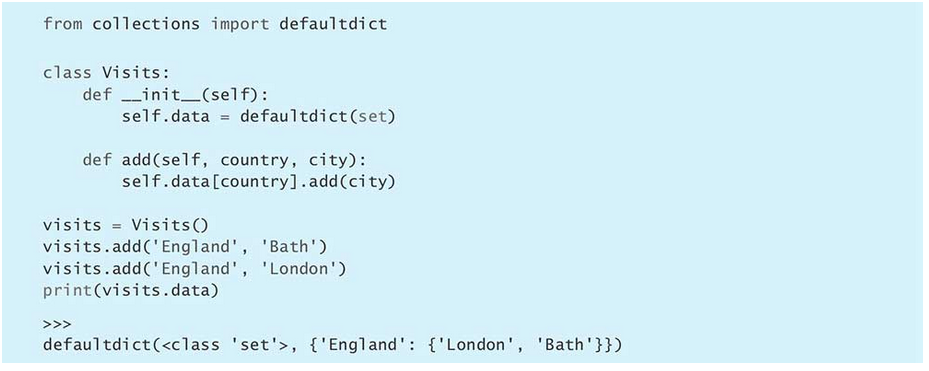 from collections import defaultdict
class Visits:
    def __init__(self):
        self.data = defaultdict(set)
    def add(self, country, city):
        self.data[country].add(city)
visits = Visits()
visits.add('England', 'Bath')
visits.add('England', 'London')
print(visits.data)
>>>
defaultdict(<class 'set'>, {'England': {'London', 'Bath'}})